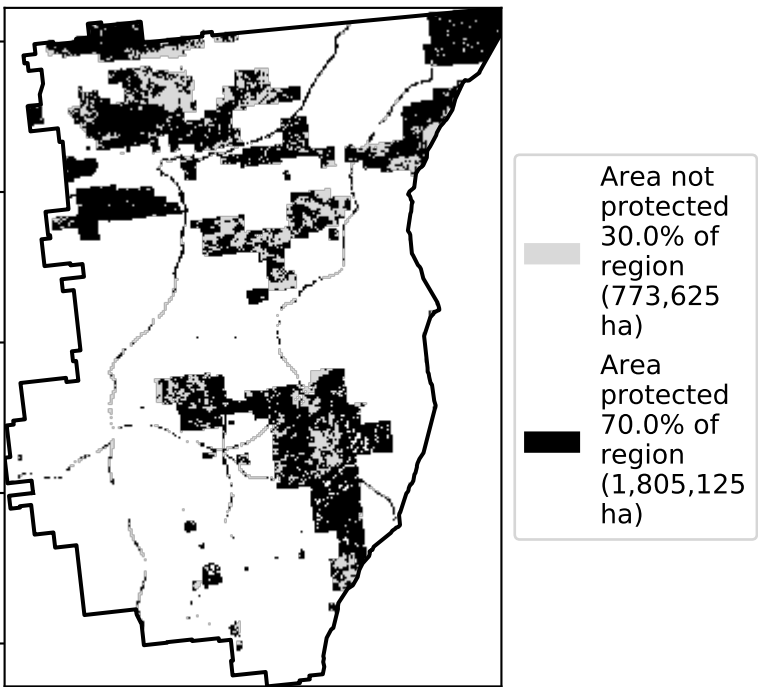 Area not
protected
30.0% of
region
(773,625
ha)
Area
protected
70.0% of
region
(1,805,125
ha)